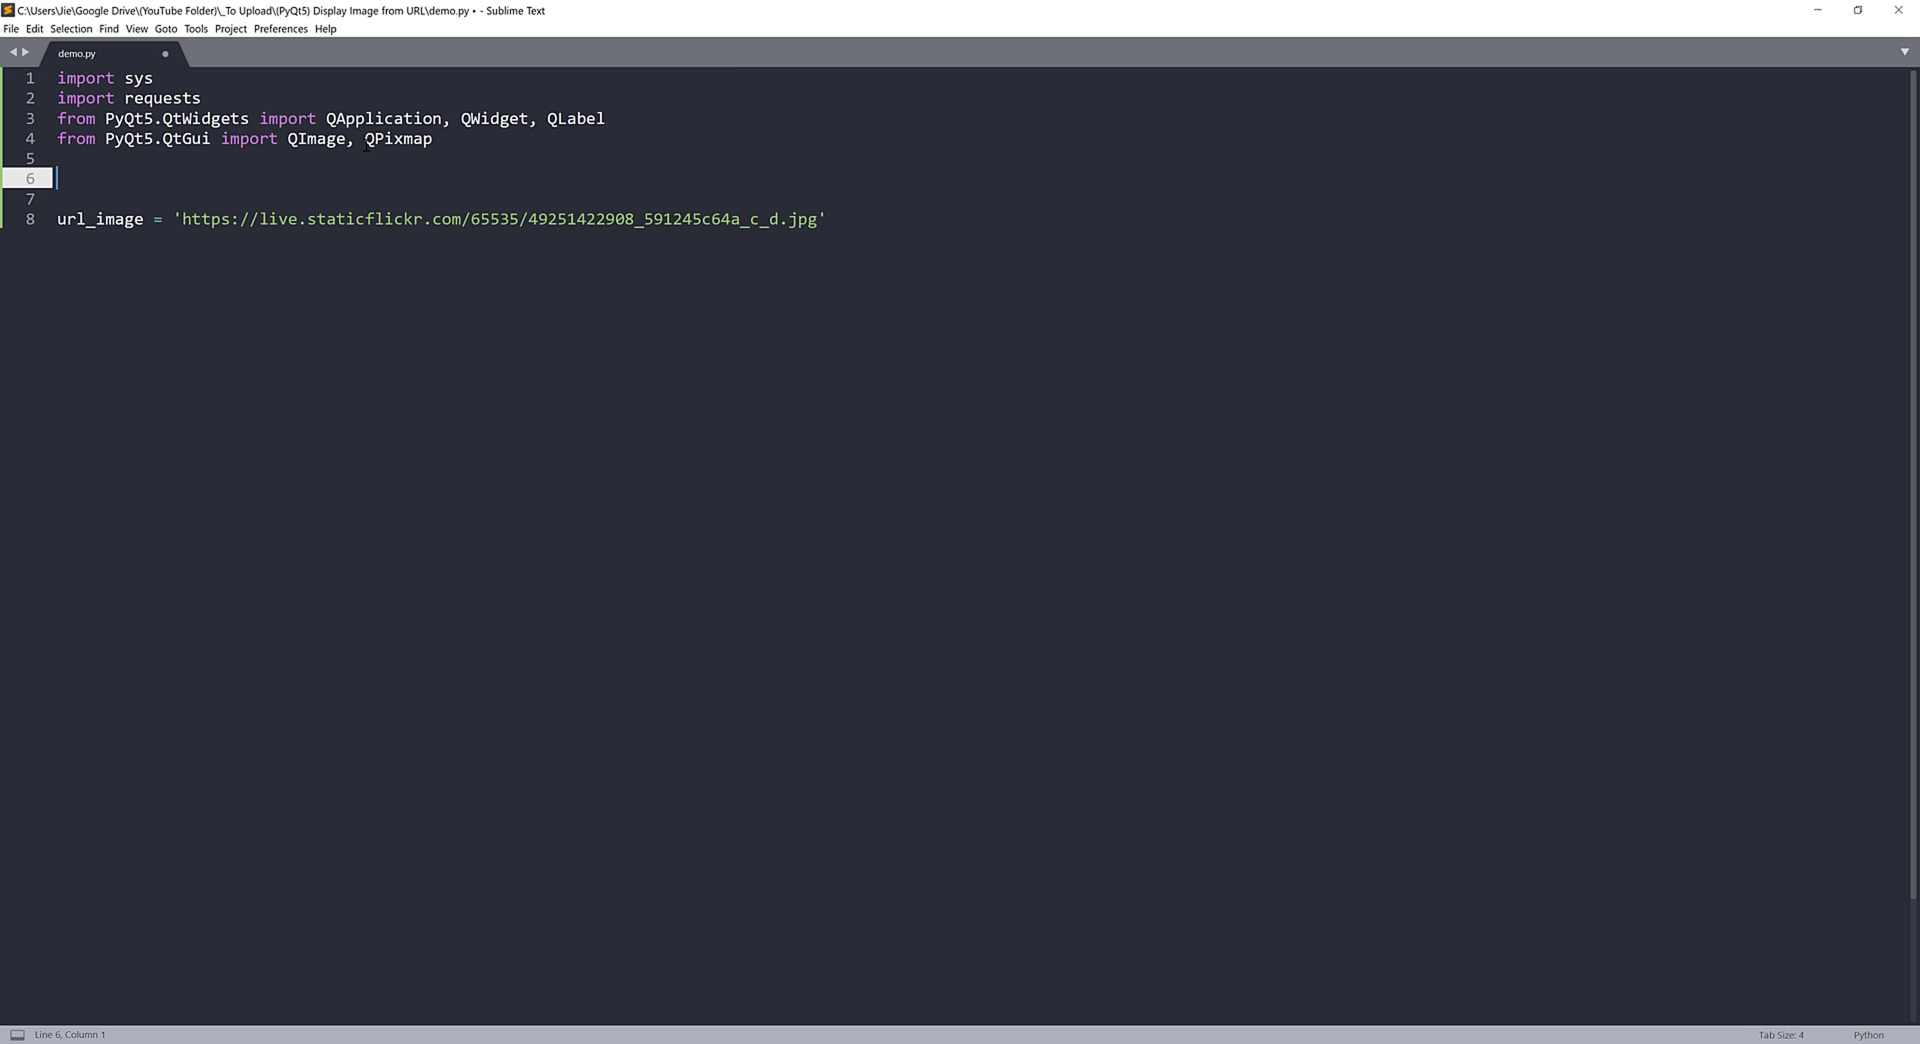 C:\Users\Jie\Google Drive\(YouTube Folder)\_To Upload\(PyQt5) Display Image from URL\demo.py • - Sublime Text
File Edit Selection Find View Goto Tools Project Preferences Help
demo.py
1 import sys
2 import requests
3 from PyQt5.QtWidgets import QApplication, QWidget, QLabel
4 from PyQt5.QtGui import QImage, QPixmap
5
6
7
8 url_image = 'https://live.staticflickr.com/65535/49251422908_591245c64a_c_d.jpg'
Line 6, Column 1 Tab Size: 4 Python